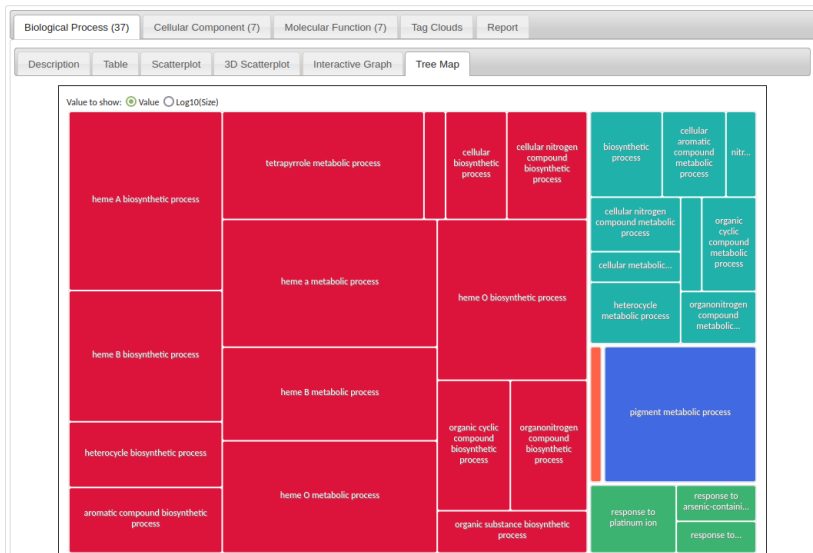 Biological Process (37) Cellular Component (7) Molecular Function (7) Tag Clouds Report
Description Table Scatterplot 3D Scatterplot Interactive Graph Tree Map
Value to show: Value Log10(Size)
heme A biosynthetic process
heme B biosynthetic process
heterocycle biosynthetic process
aromatic compound biosynthetic
process
tetrapyrrole metabolic process
cellular
biosynthetic
process
cellular nitrogen
compound
biosynthetic
process
heme a metabolic process
heme B metabolic process
heme O metabolic process
heme O biosynthetic process
organic cyclic
compound
biosynthetic
process
organonitrogen
compound
biosynthetic
process
organic substance biosynthetic
process
biosynthetic
process
cellular
aromatic
compound
metabolic
process
nitr...
cellular nitrogen
compound metabolic
process
cellular metabolic...
heterocycle
metabolic process
organic
cyclic
compound
metabolic
process
organonitrogen
compound
metabolic...
pigment metabolic process
response to
platinum ion
response to
arsenic-containi...
response to...